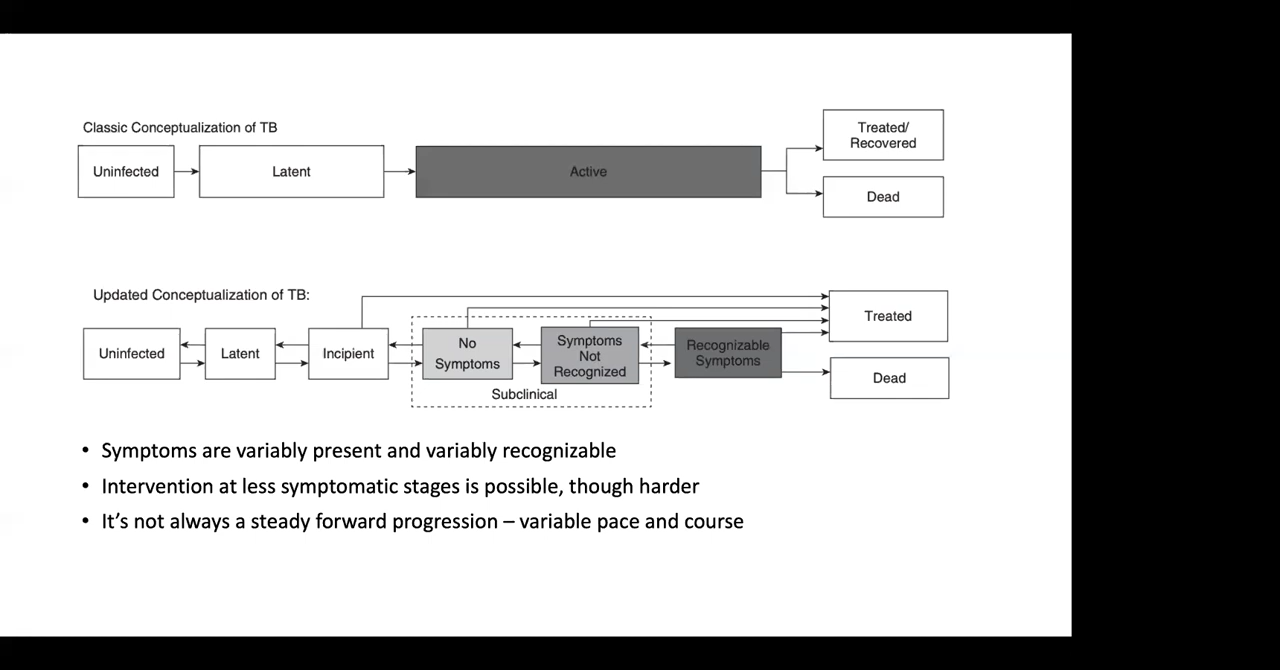 Classic Conceptualization of TB
Uninfected
Latent
Active
Treated/
Recovered
Dead
Updated Conceptualization of TB:
Uninfected
Latent
Incipient
No
Symptoms
Symptoms
Not
Recognized
Subclinical
Recognizable
Symptoms
Treated
Dead
• Symptoms are variably present and variably recognizable
• Intervention at less symptomatic stages is possible, though harder
• It’s not always a steady forward progression – variable pace and course